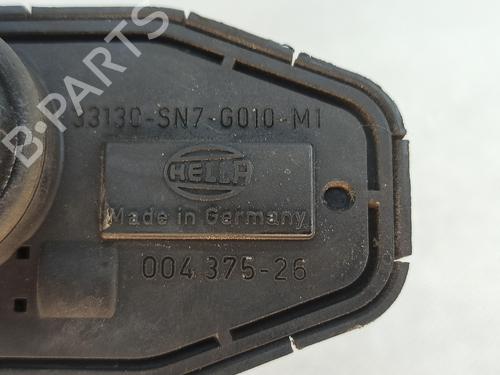 B-PARTS
33130-SN7-G010-M1
HELLA
Made in Germany
004 375-26